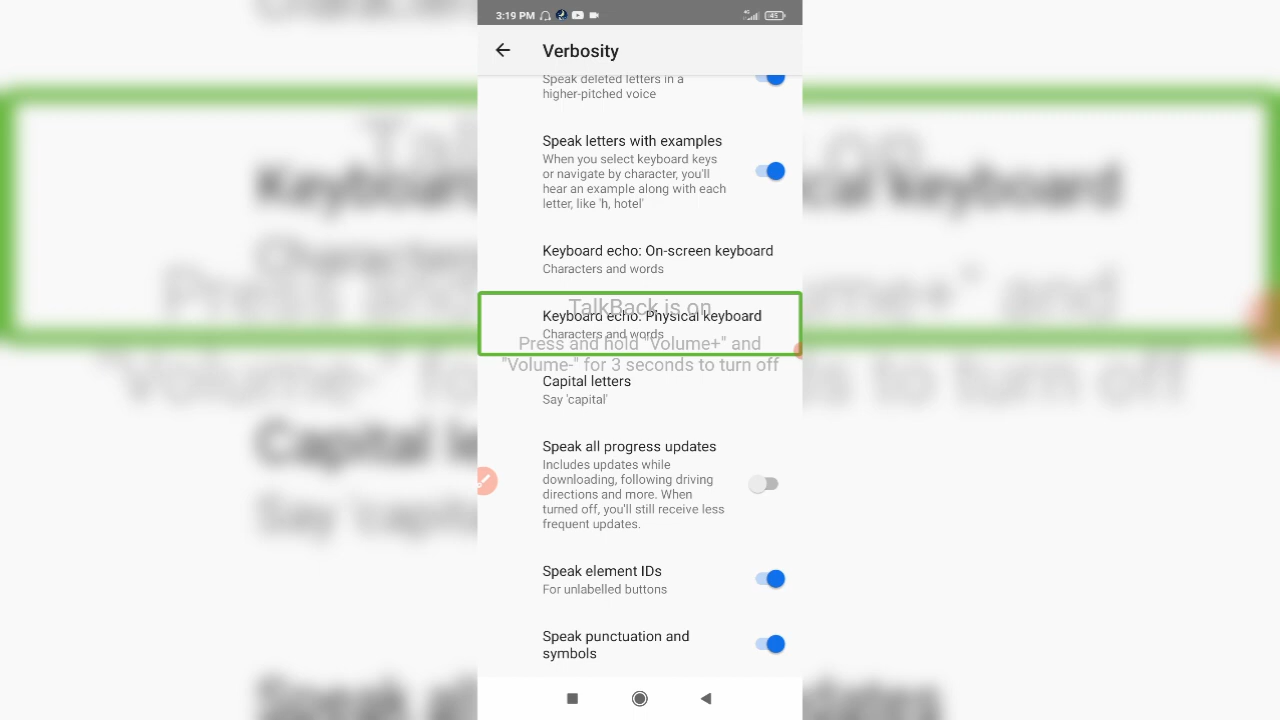 3:19 PM
45
Verbosity
Speak deleted letters in a
higher-pitched voice
Speak letters with examples
When you select keyboard keys
or navigate by character, you'll
hear an example along with each
letter, like 'h, hotel'
Keyboard echo: On-screen keyboard
Characters and words
TalkBack is on
Keyboard echo: Physical keyboard
Characters and words
Press and hold "Volume+" and
"Volume-" for 3 seconds to turn off
Capital letters
Say 'capital'
Speak all progress updates
Includes updates while
downloading, following driving
directions and more. When
turned off, you'll still receive less
frequent updates.
Speak element IDs
For unlabelled buttons
Speak punctuation and
symbols